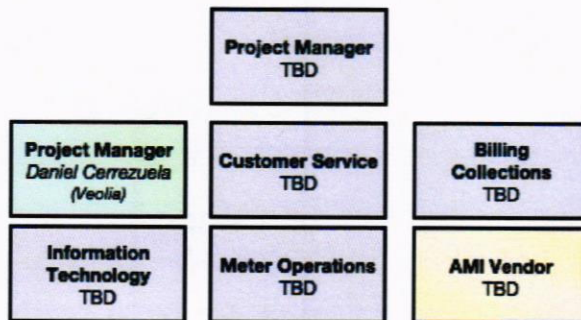 Project Manager
TBD
Project Manager
Daniel Cerrezuela
(Veolia)
Customer Service
TBD
Billing
Collections
TBD
Information
Technology
TBD
Meter Operations
TBD
AMI Vendor
TBD